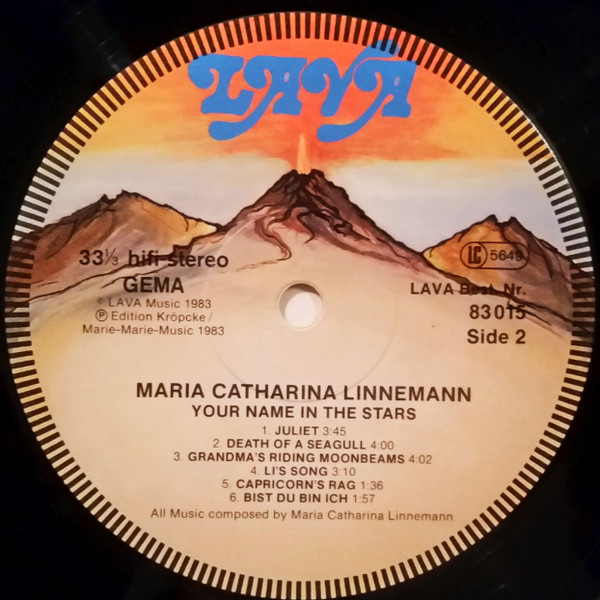 LAVA
33⅓ hifi-stereo
GEMA
© LAVA Music 1983
Ⓟ Edition Kröpcke/
Marie-Marie-Music 1983
LC 5649
LAVA Best. Nr.
83 015
Side 2
MARIA CATHARINA LINNEMANN
YOUR NAME IN THE STARS
1. JULIET 3:45
2. DEATH OF A SEAGULL 4:00
3. GRANDMA'S RIDING MOONBEAMS 4:02
4. LI'S SONG 3:10
5. CAPRICORN'S RAG 1:36
6. BIST DU BIN ICH 1:57
All Music composed by Maria Catharina Linnemann